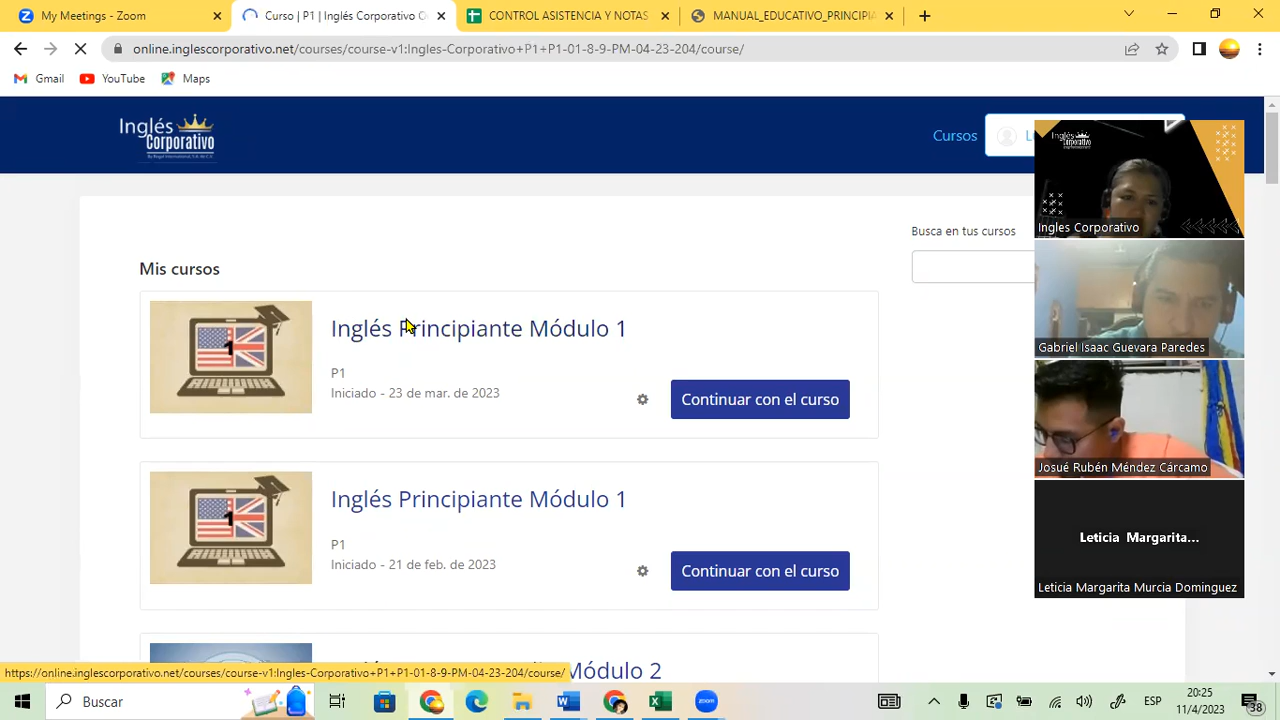 My Meetings - Zoom
Curso | P1 | Inglés Corporativo O
CONTROL ASISTENCIA Y NOTAS
MANUAL_EDUCATIVO_PRINCIPIA
online.inglescorporativo.net/courses/course-v1:Ingles-Corporativo+P1+P1-01-8-9-PM-04-23-204/course/
Gmail
YouTube
Maps
Inglés
Corporativo
Cursos
Inglés
Corporativo
Ingles Corporativo
Busca en tus cursos
Mis cursos
1
Inglés Principiante Módulo 1
P1
Iniciado - 23 de mar. de 2023
Continuar con el curso
Gabriel Isaac Guevara Paredes
Josué Rubén Méndez Cárcamo
1
Inglés Principiante Módulo 1
P1
Iniciado - 21 de feb. de 2023
Continuar con el curso
Leticia Margarita...
Leticia Margarita Murcia Dominguez
Módulo 2
https://online.inglescorporativo.net/courses/course-v1:Ingles-Corporativo+P1+P1-01-8-9-PM-04-23-204/course/
Buscar
ESP
20:25
11/4/2023
38